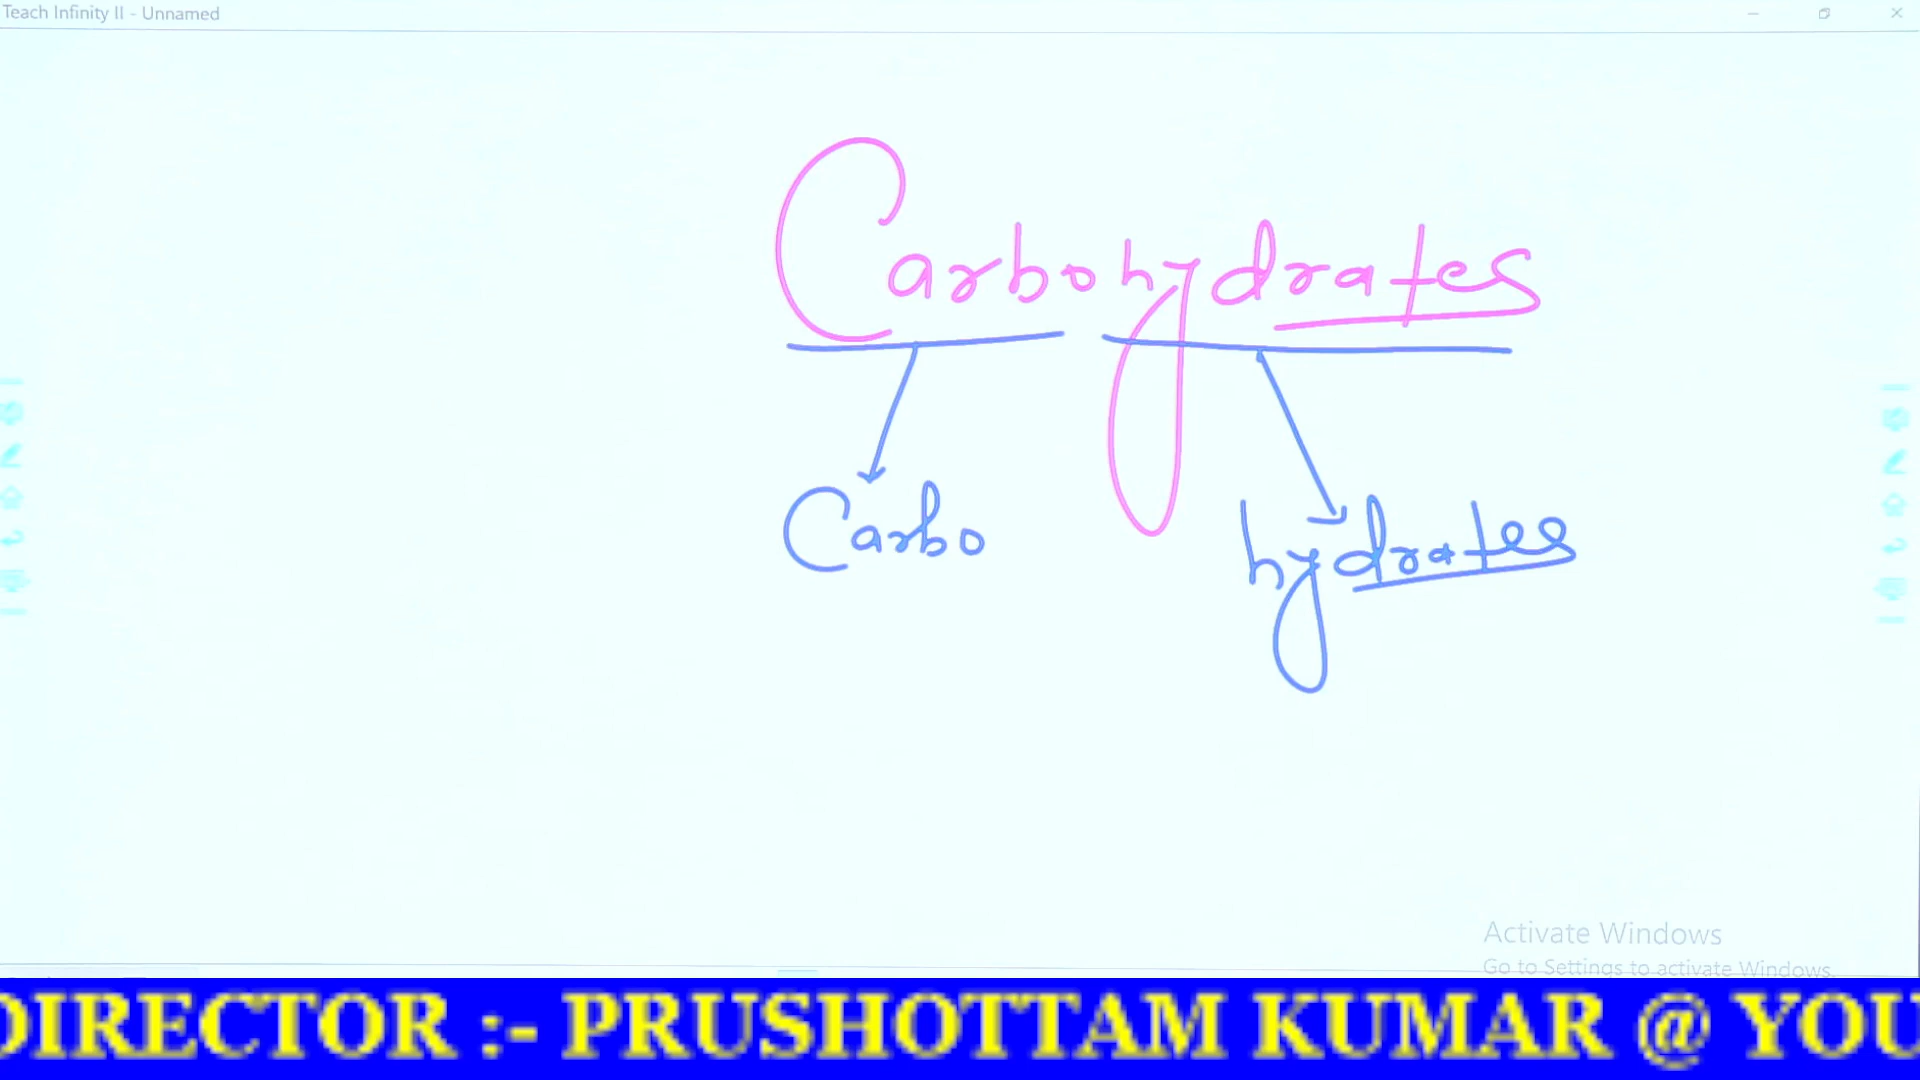 Teach Infinity II - Unnamed
Carbohydrates
Carbo
hydrates
Activate Windows
Go to Settings to activate Windows.
DIRECTOR :- PRUSHOTTAM KUMAR @ YOU